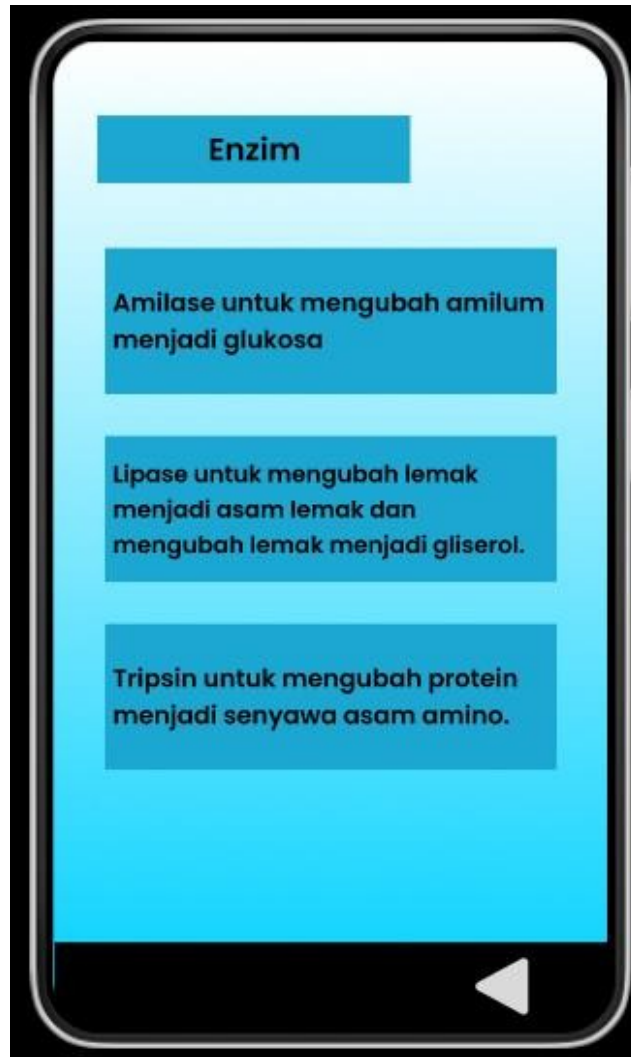 Enzim
Amilase untuk mengubah amilum
menjadi glukosa
Lipase untuk mengubah lemak
menjadi asam lemak dan
mengubah lemak menjadi gliserol.
Tripsin untuk mengubah protein
menjadi senyawa asam amino.